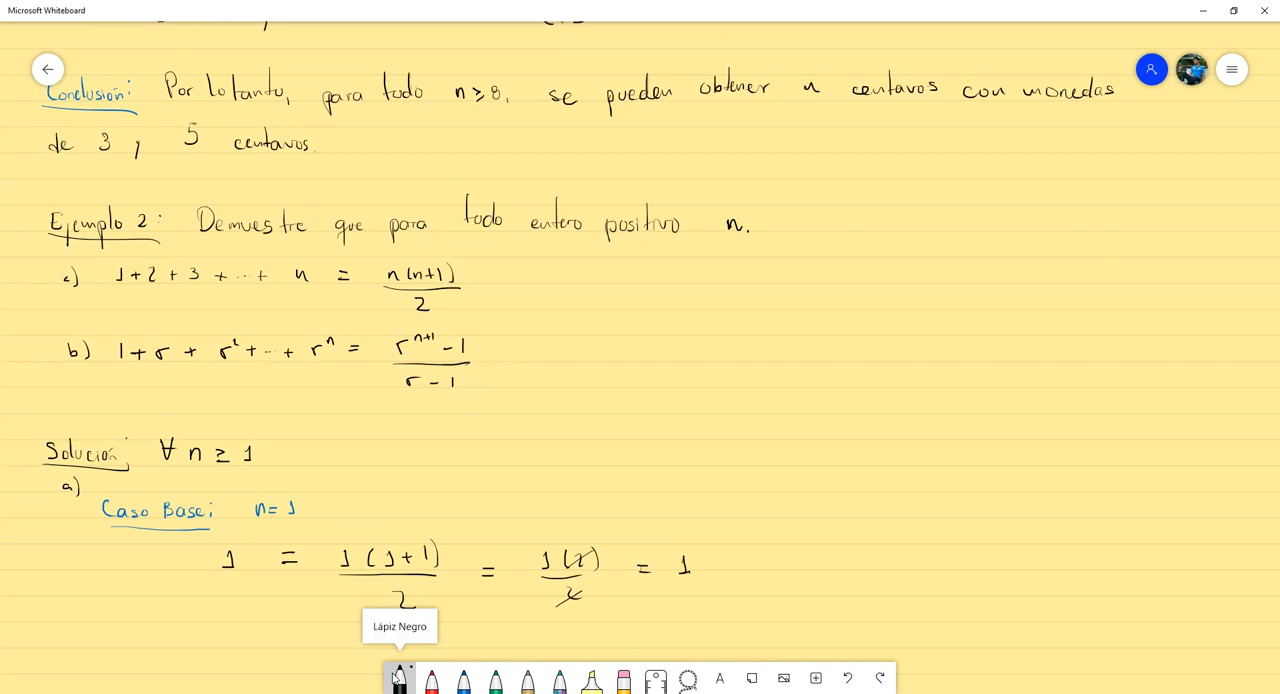 Microsoft Whiteboard
Conclusión: Por lo tanto, para todo n ≥ 8, se pueden obtener n centavos con monedas
de 3 y 5 centavos.
Ejemplo 2: Demuestre que para todo entero positivo n.
a) 1 + 2 + 3 + ... + n = n(n+1) / 2
b) 1 + r + r² + ... + rⁿ = rⁿ⁺¹ - 1 / r - 1
Solución: ∀ n ≥ 1
a)
Caso Base: n = 1
1 = 1(1+1) / 2 = 1(2) / 2 = 1
Lápiz Negro
A